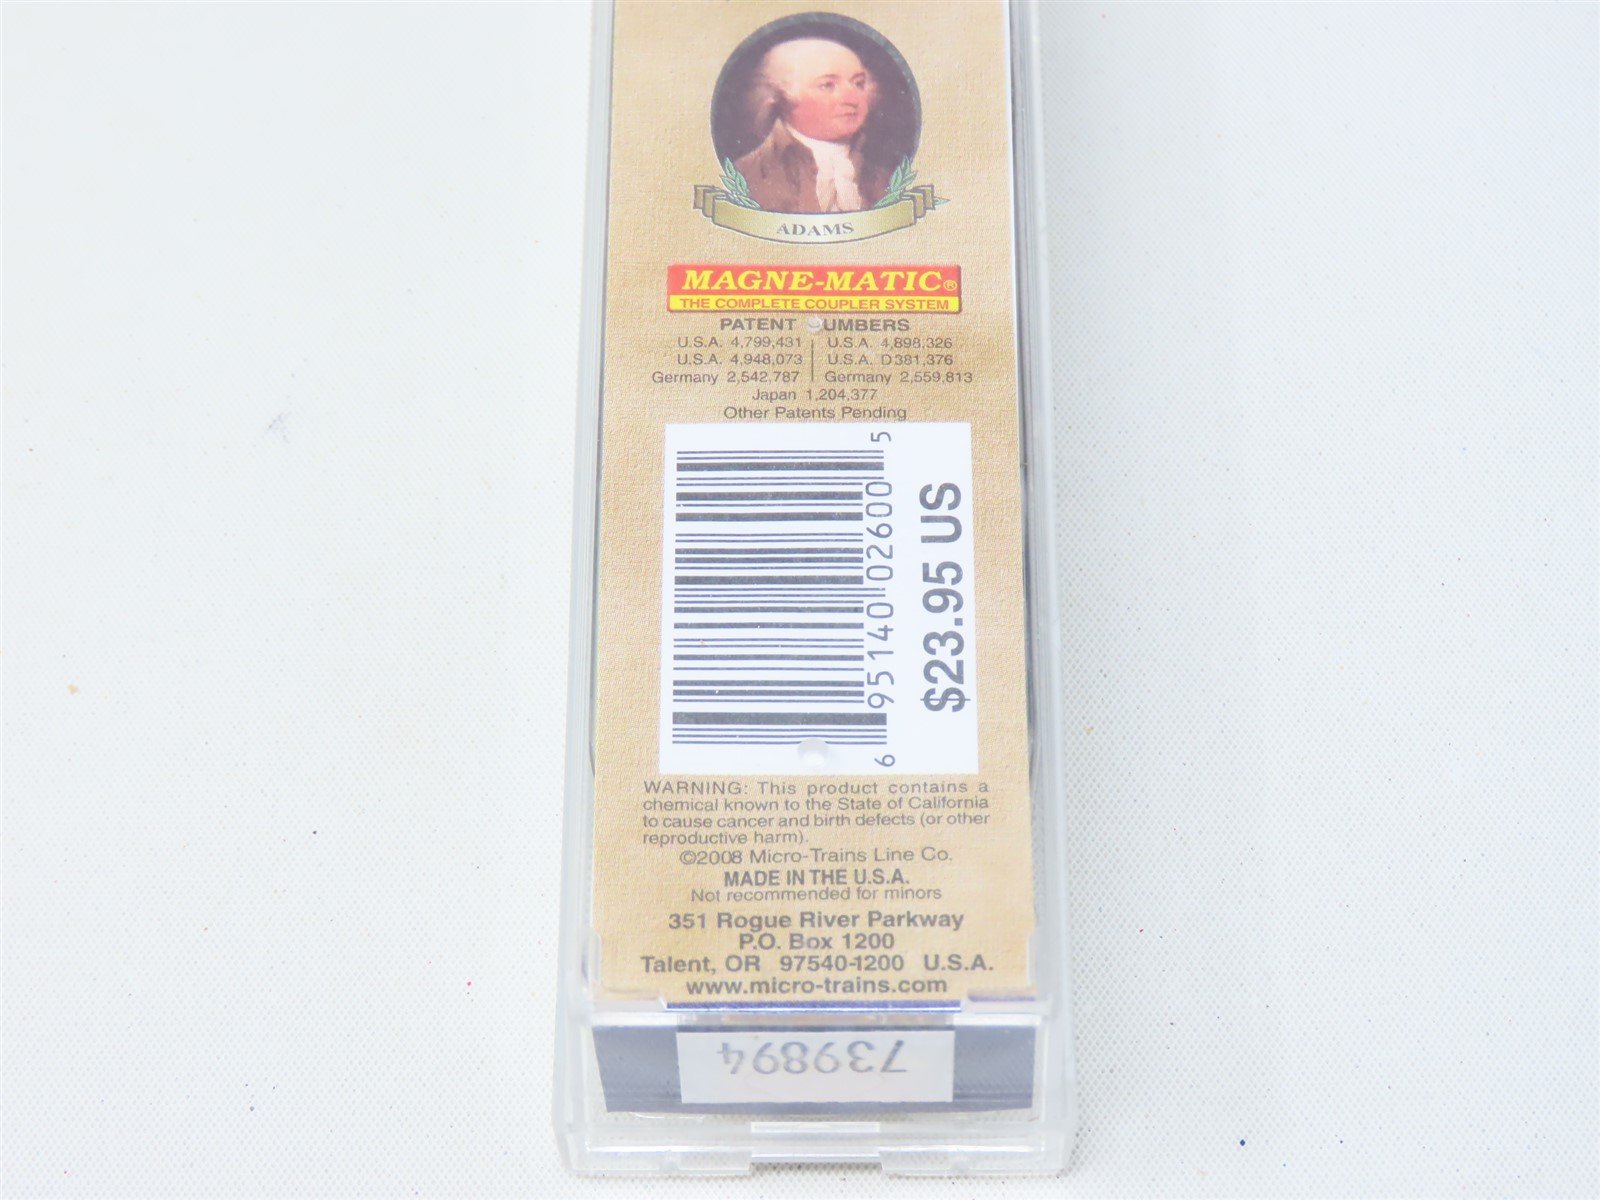 ADAMS
MAGNE-MATIC®
THE COMPLETE COUPLER SYSTEM
PATENT UMBERS
U.S.A. 4,799,431 U.S.A. 4,898,326
U.S.A. 4,948,073 U.S.A. D381,376
Germany 2,542,787 Germany 2,559,813
Japan 1,204,377
Other Patents Pending
6 95140 02600 5
$23.95 US
WARNING: This product contains a
chemical known to the State of California
to cause cancer and birth defects (or other
reproductive harm).
©2008 Micro-Trains Line Co.
MADE IN THE U.S.A.
Not recommended for minors
351 Rogue River Parkway
P.O. Box 1200
Talent, OR 97540-1200 U.S.A.
www.micro-trains.com
739894